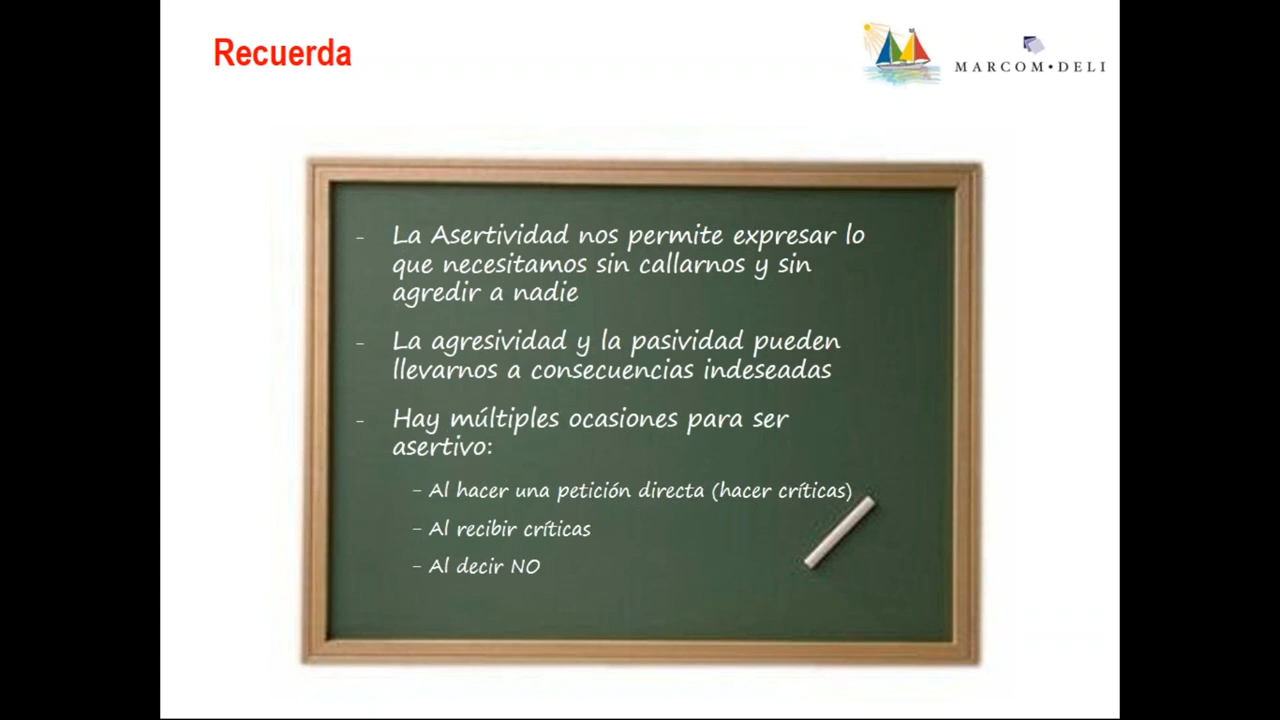 Recuerda
MARCOM•DELI
- La Asertividad nos permite expresar lo
que necesitamos sin callarnos y sin
agredir a nadie
- La agresividad y la pasividad pueden
llevarnos a consecuencias indeseadas
- Hay múltiples ocasiones para ser
asertivo:
- Al hacer una petición directa (hacer críticas)
- Al recibir críticas
- Al decir NO